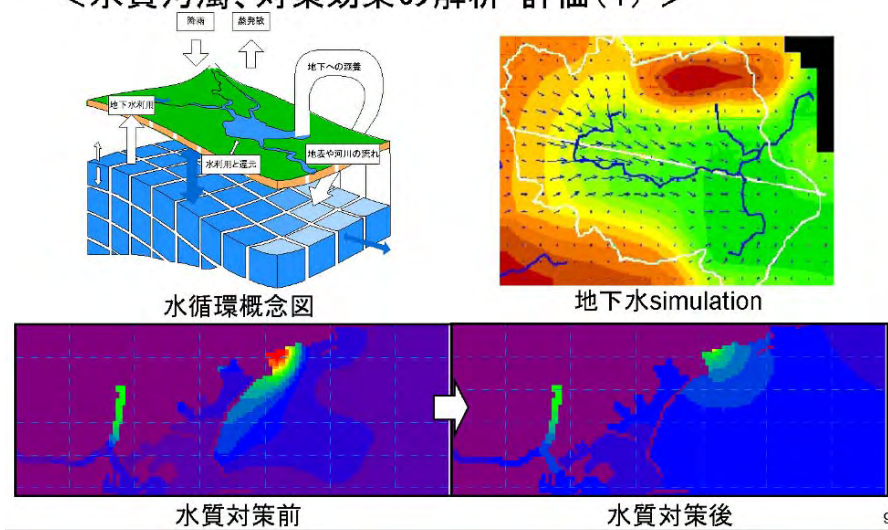 ＜水質汚濁、対策効果の解析・評価（1）＞
降雨
蒸発散
地下への涵養
地下水利用
水利用と還元
地表や河川の流れ
水循環概念図
地下水simulation
水質対策前
水質対策後